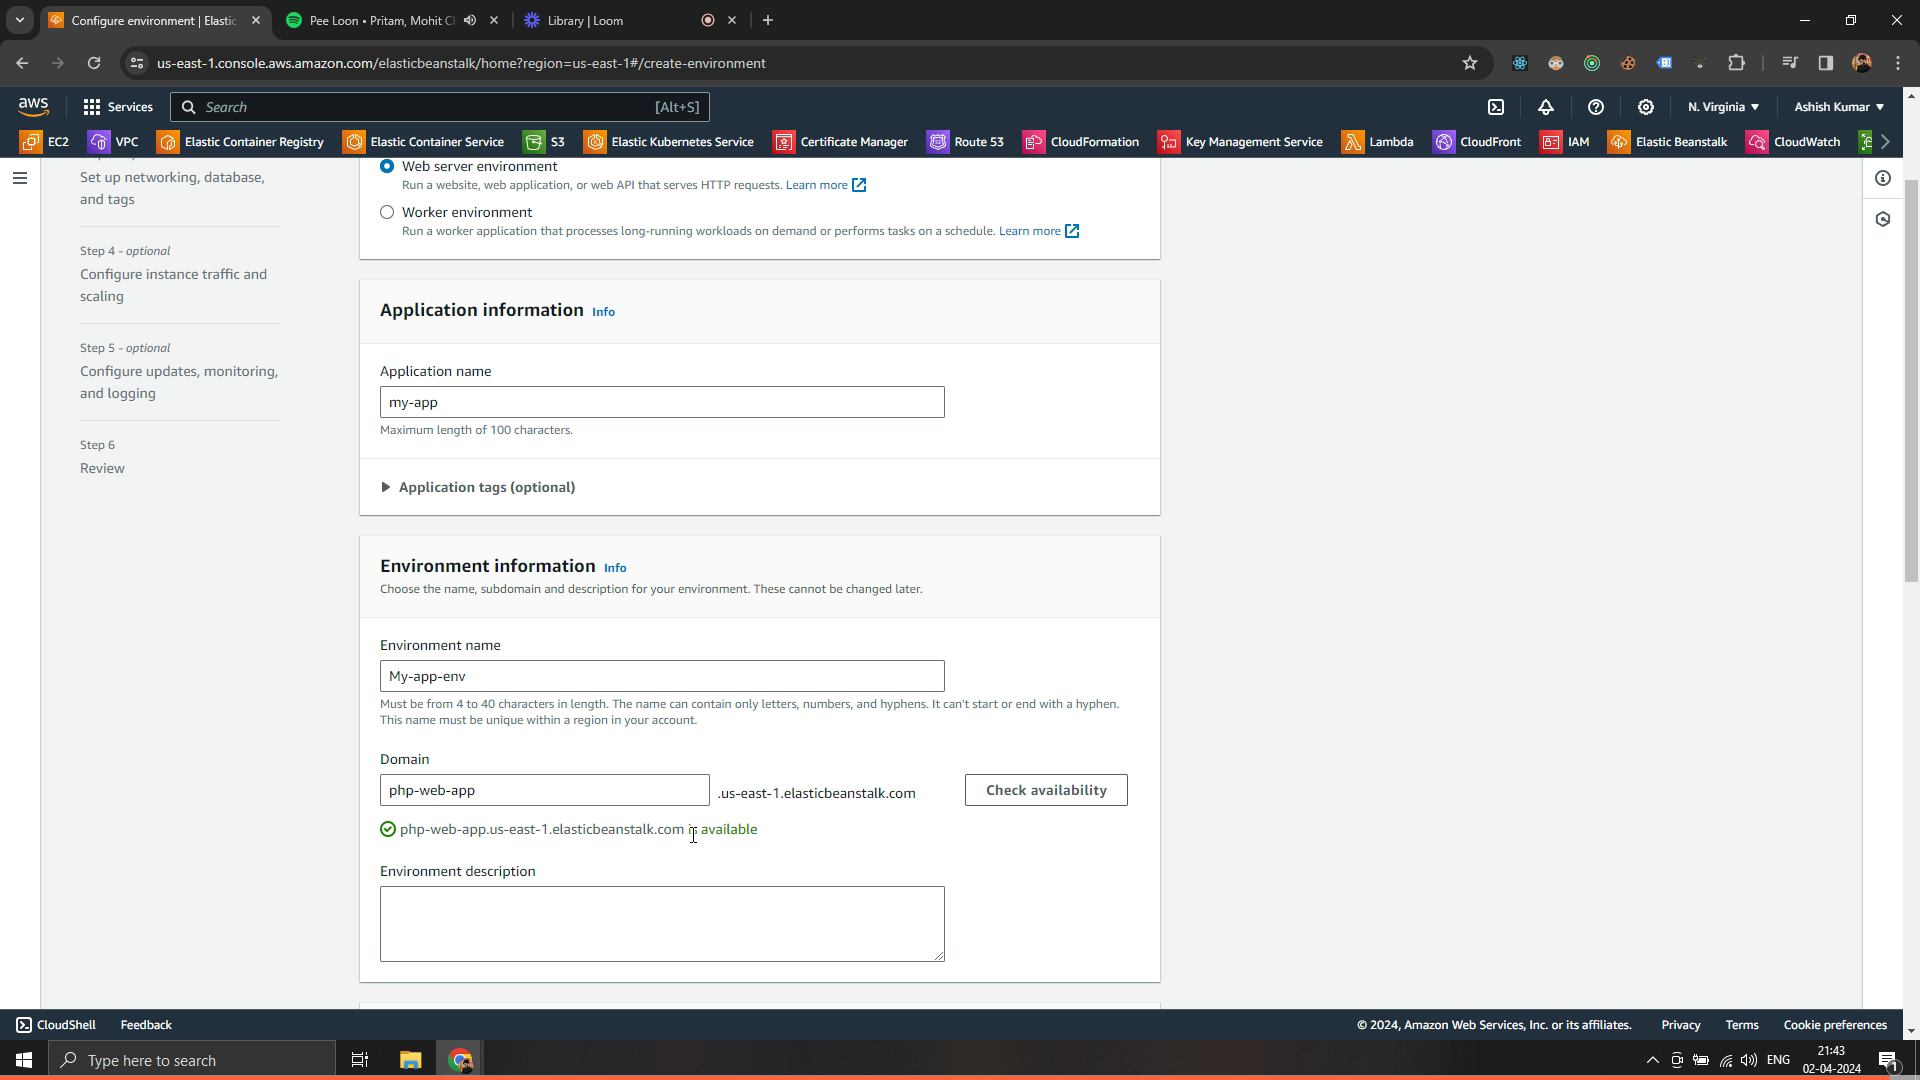 Configure environment | Elastic
Pee Loon • Pritam, Mohit Ch
Library | Loom
us-east-1.console.aws.amazon.com/elasticbeanstalk/home?region=us-east-1#/create-environment
aws
Services
Search
[Alt+S]
N. Virginia
Ashish Kumar
EC2
VPC
Elastic Container Registry
Elastic Container Service
S3
Elastic Kubernetes Service
Certificate Manager
Route 53
CloudFormation
Key Management Service
Lambda
CloudFront
IAM
Elastic Beanstalk
CloudWatch
Set up networking, database,
and tags
Step 4 - optional
Configure instance traffic and
scaling
Step 5 - optional
Configure updates, monitoring,
and logging
Step 6
Review
Web server environment
Run a website, web application, or web API that serves HTTP requests. Learn more
Worker environment
Run a worker application that processes long-running workloads on demand or performs tasks on a schedule. Learn more
Application information Info
Application name
my-app
Maximum length of 100 characters.
Application tags (optional)
Environment information Info
Choose the name, subdomain and description for your environment. These cannot be changed later.
Environment name
My-app-env
Must be from 4 to 40 characters in length. The name can contain only letters, numbers, and hyphens. It can't start or end with a hyphen.
This name must be unique within a region in your account.
Domain
php-web-app
.us-east-1.elasticbeanstalk.com
Check availability
php-web-app.us-east-1.elasticbeanstalk.com is available
Environment description
CloudShell
Feedback
© 2024, Amazon Web Services, Inc. or its affiliates.
Privacy
Terms
Cookie preferences
Type here to search
ENG
21:43
02-04-2024
1